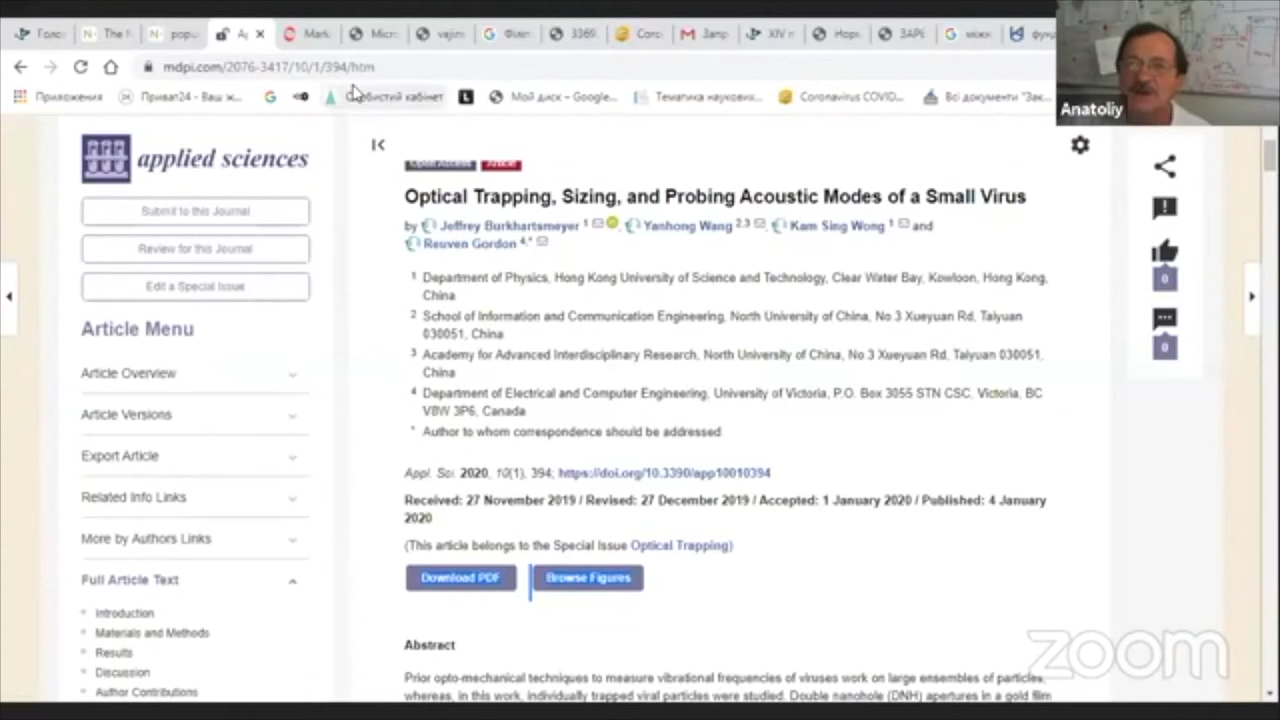 The
mdpi.com/2076-3417/10/1/394/htm
Приложения
Приват24 - Ваш ж...
кабінет
Мой диск – Google...
Тематика науковии...
Coronavirus COVID...
Всі документи "Зак...
Anatoliy
applied sciences
Submit to this Journal
Review for this Journal
Edit a Special Issue
Article Menu
Article Overview
Article Versions
Export Article
Related Info Links
More by Authors Links
Full Article Text
Introduction
Materials and Methods
Results
Discussion
Author Contributions
Open Access Article
Optical Trapping, Sizing, and Probing Acoustic Modes of a Small Virus
by Jeffrey Burkhartsmeyer 1, Yanhong Wang 2,3, Kam Sing Wong 1 and
Reuven Gordon 4,*
1 Department of Physics, Hong Kong University of Science and Technology, Clear Water Bay, Kowloon, Hong Kong,
China
2 School of Information and Communication Engineering, North University of China, No.3 Xueyuan Rd, Taiyuan
030051, China
3 Academy for Advanced Interdisciplinary Research, North University of China, No.3 Xueyuan Rd, Taiyuan 030051,
China
4 Department of Electrical and Computer Engineering, University of Victoria, P.O. Box 3055 STN CSC, Victoria, BC
V8W 3P6, Canada
* Author to whom correspondence should be addressed.
Appl. Sci. 2020, 10(1), 394; https://doi.org/10.3390/app10010394
Received: 27 November 2019 / Revised: 27 December 2019 / Accepted: 1 January 2020 / Published: 4 January
2020
(This article belongs to the Special Issue Optical Trapping)
Download PDF
Browse Figures
Abstract
Prior opto-mechanical techniques to measure vibrational frequencies of viruses work on large ensembles of particles,
whereas, in this work, individually trapped viral particles were studied. Double nanohole (DNH) apertures in a gold film
0
0
zoom